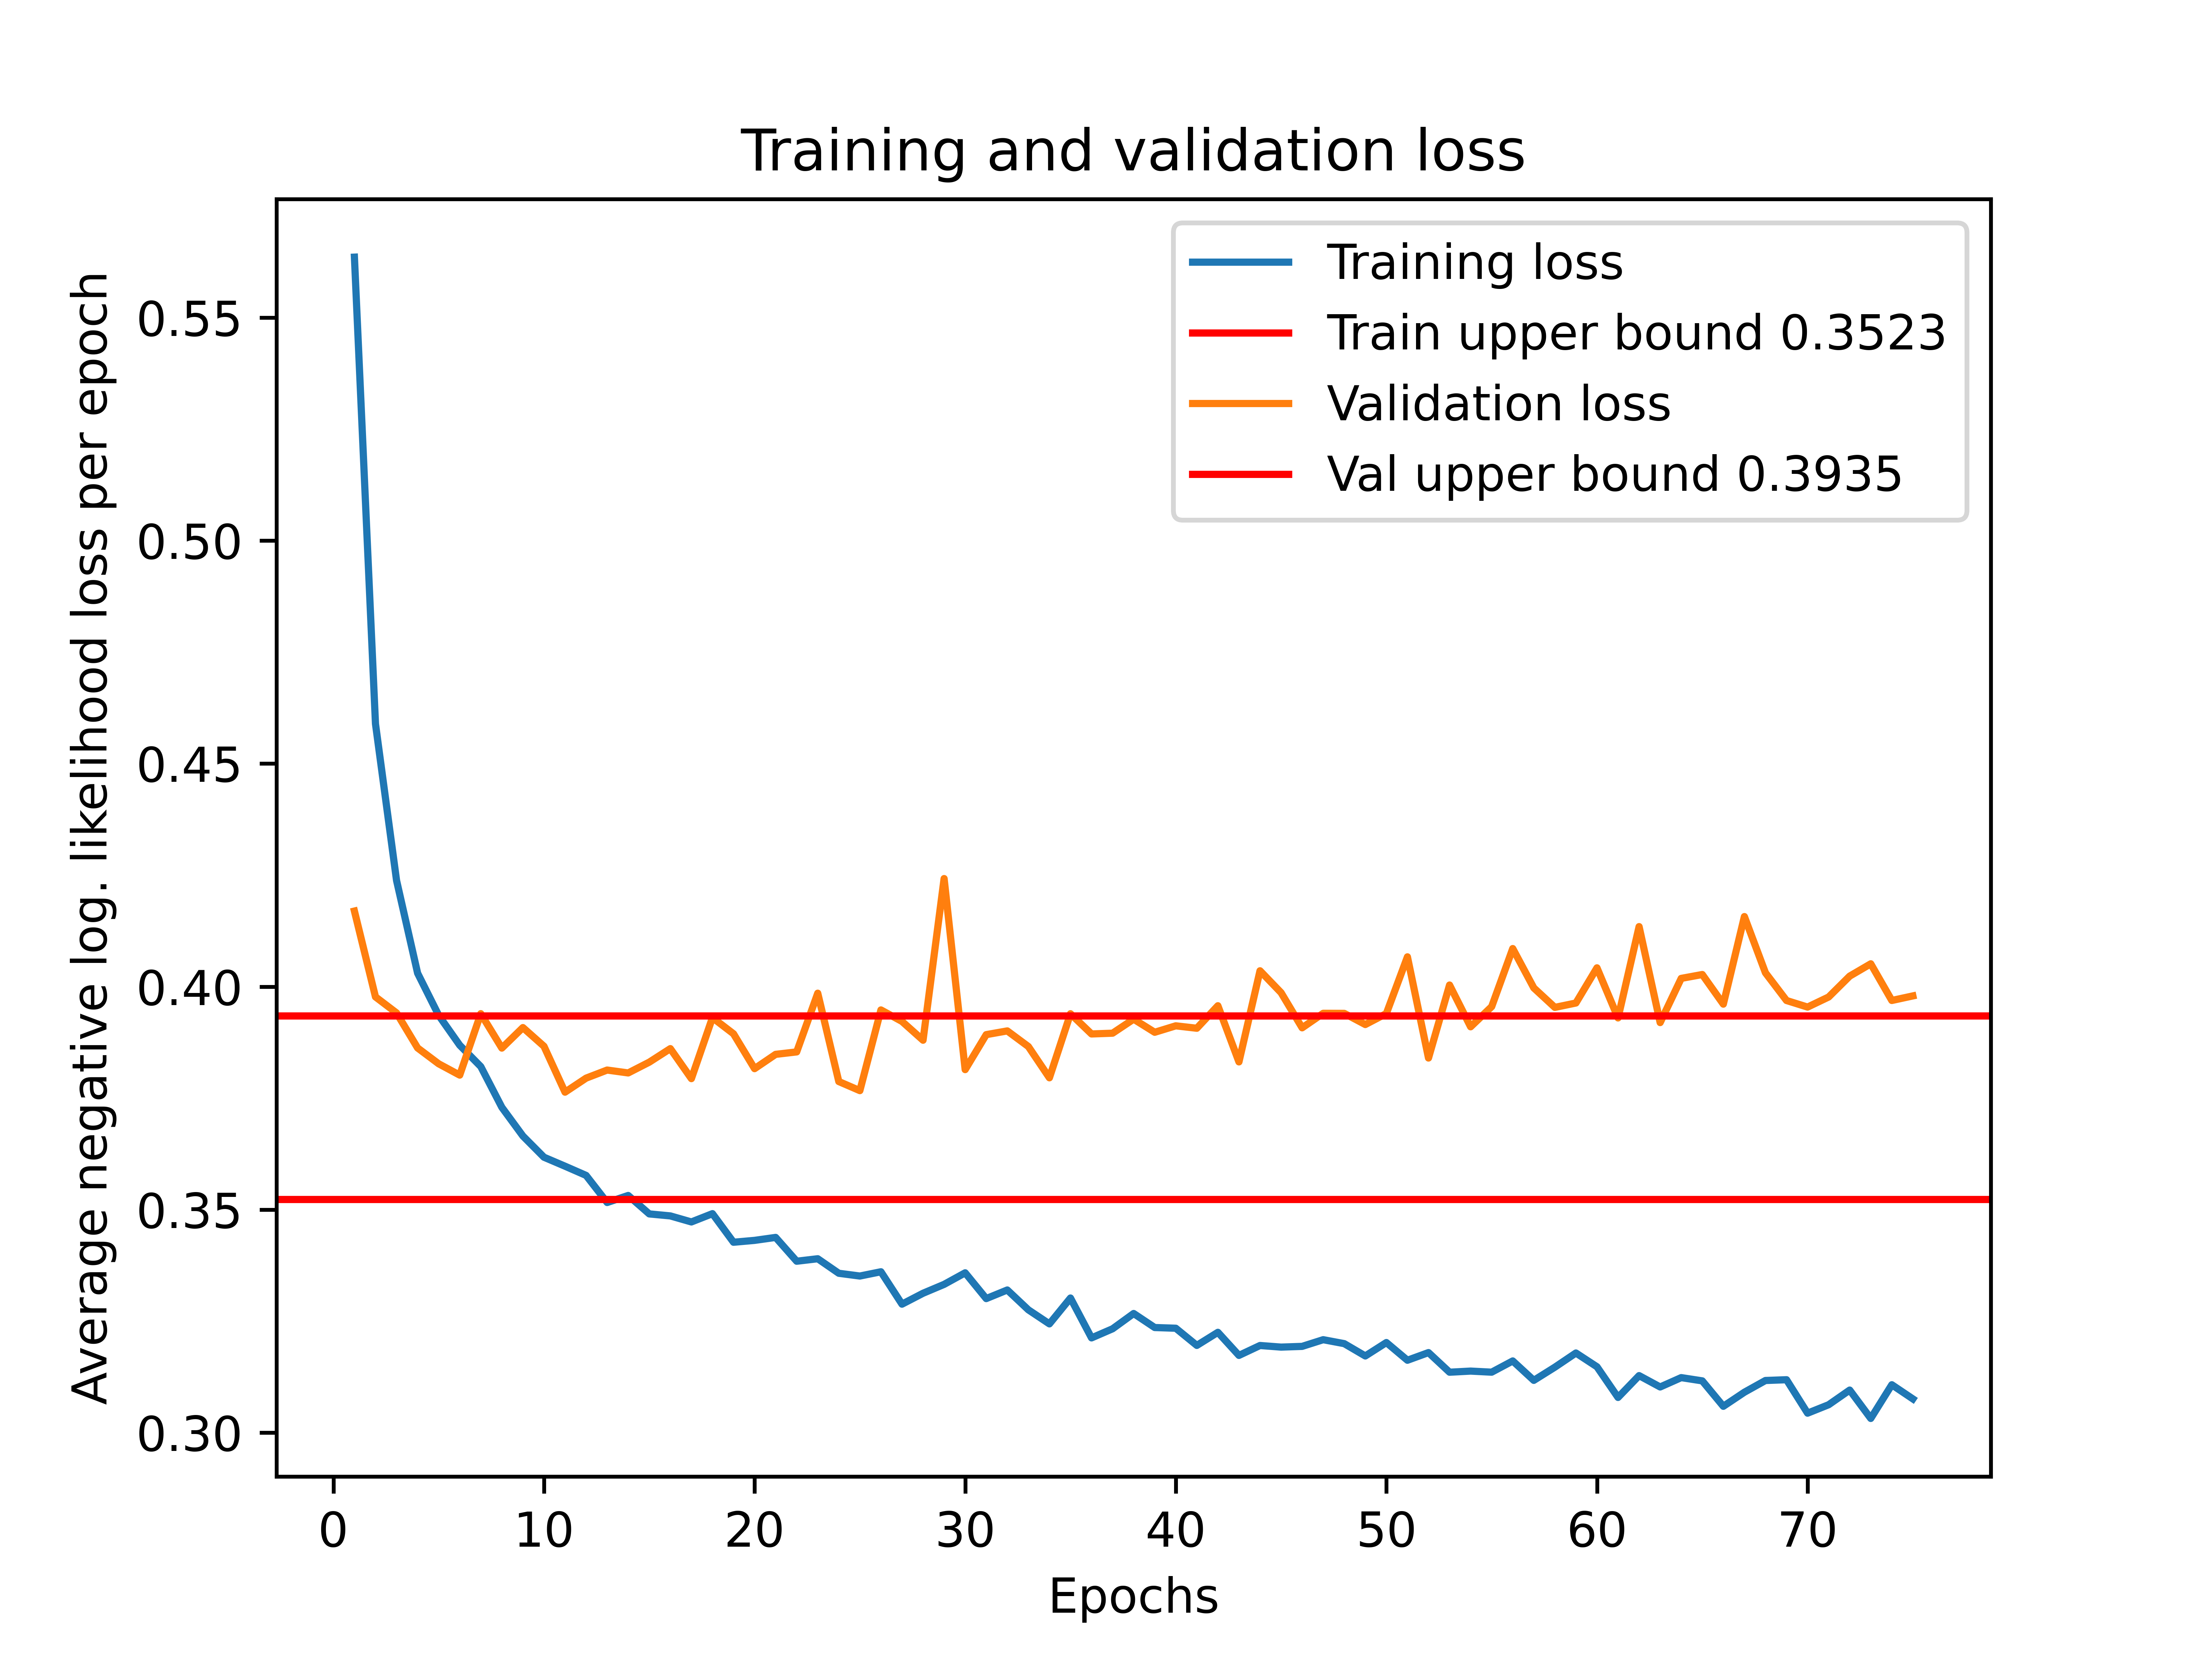 Training and validation loss
Average negative log. likelihood loss per epoch
0.55
0.50
0.45
0.40
0.35
0.30
Training loss
Train upper bound 0.3523
Validation loss
Val upper bound 0.3935
0 10 20 30 40 50 60 70
Epochs